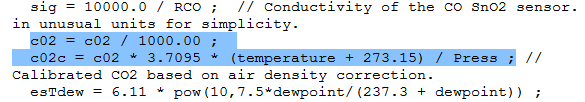 sig = 10000.0 / RCO ;  // Conductivity of the CO SnO2 sensor.
in unusual units for simplicity.
c02 = c02 / 1000.00 ;
c02c = c02 * 3.7095 * (temperature + 273.15) / Press ; //
Calibrated CO2 based on air density correction.
esTdew = 6.11 * pow(10,7.5*dewpoint/(237.3 + dewpoint)) ;